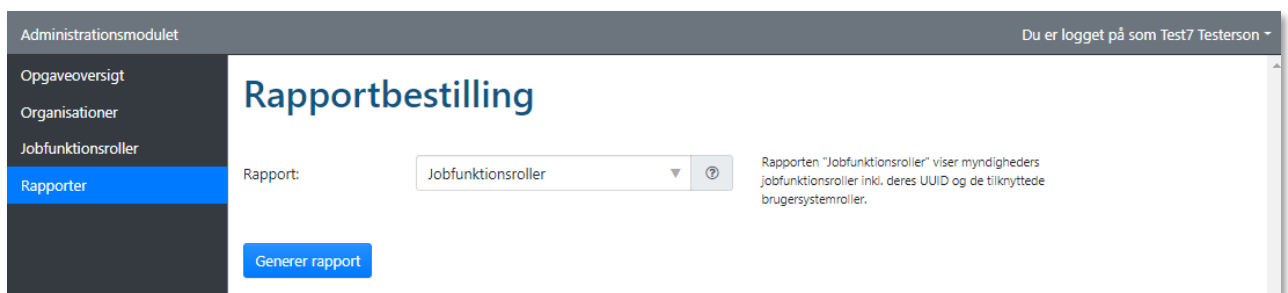 Administrationsmodulet
Du er logget på som Test7 Testerson
Opgaveoversigt
Organisationer
Jobfunktionsroller
Rapporter
Rapportbestilling
Rapport:
Jobfunktionsroller
Rapporten "Jobfunktionsroller" viser myndigheders
jobfunktionsroller inkl. deres UUID og de tilknyttede
brugersystemroller.
Generer rapport